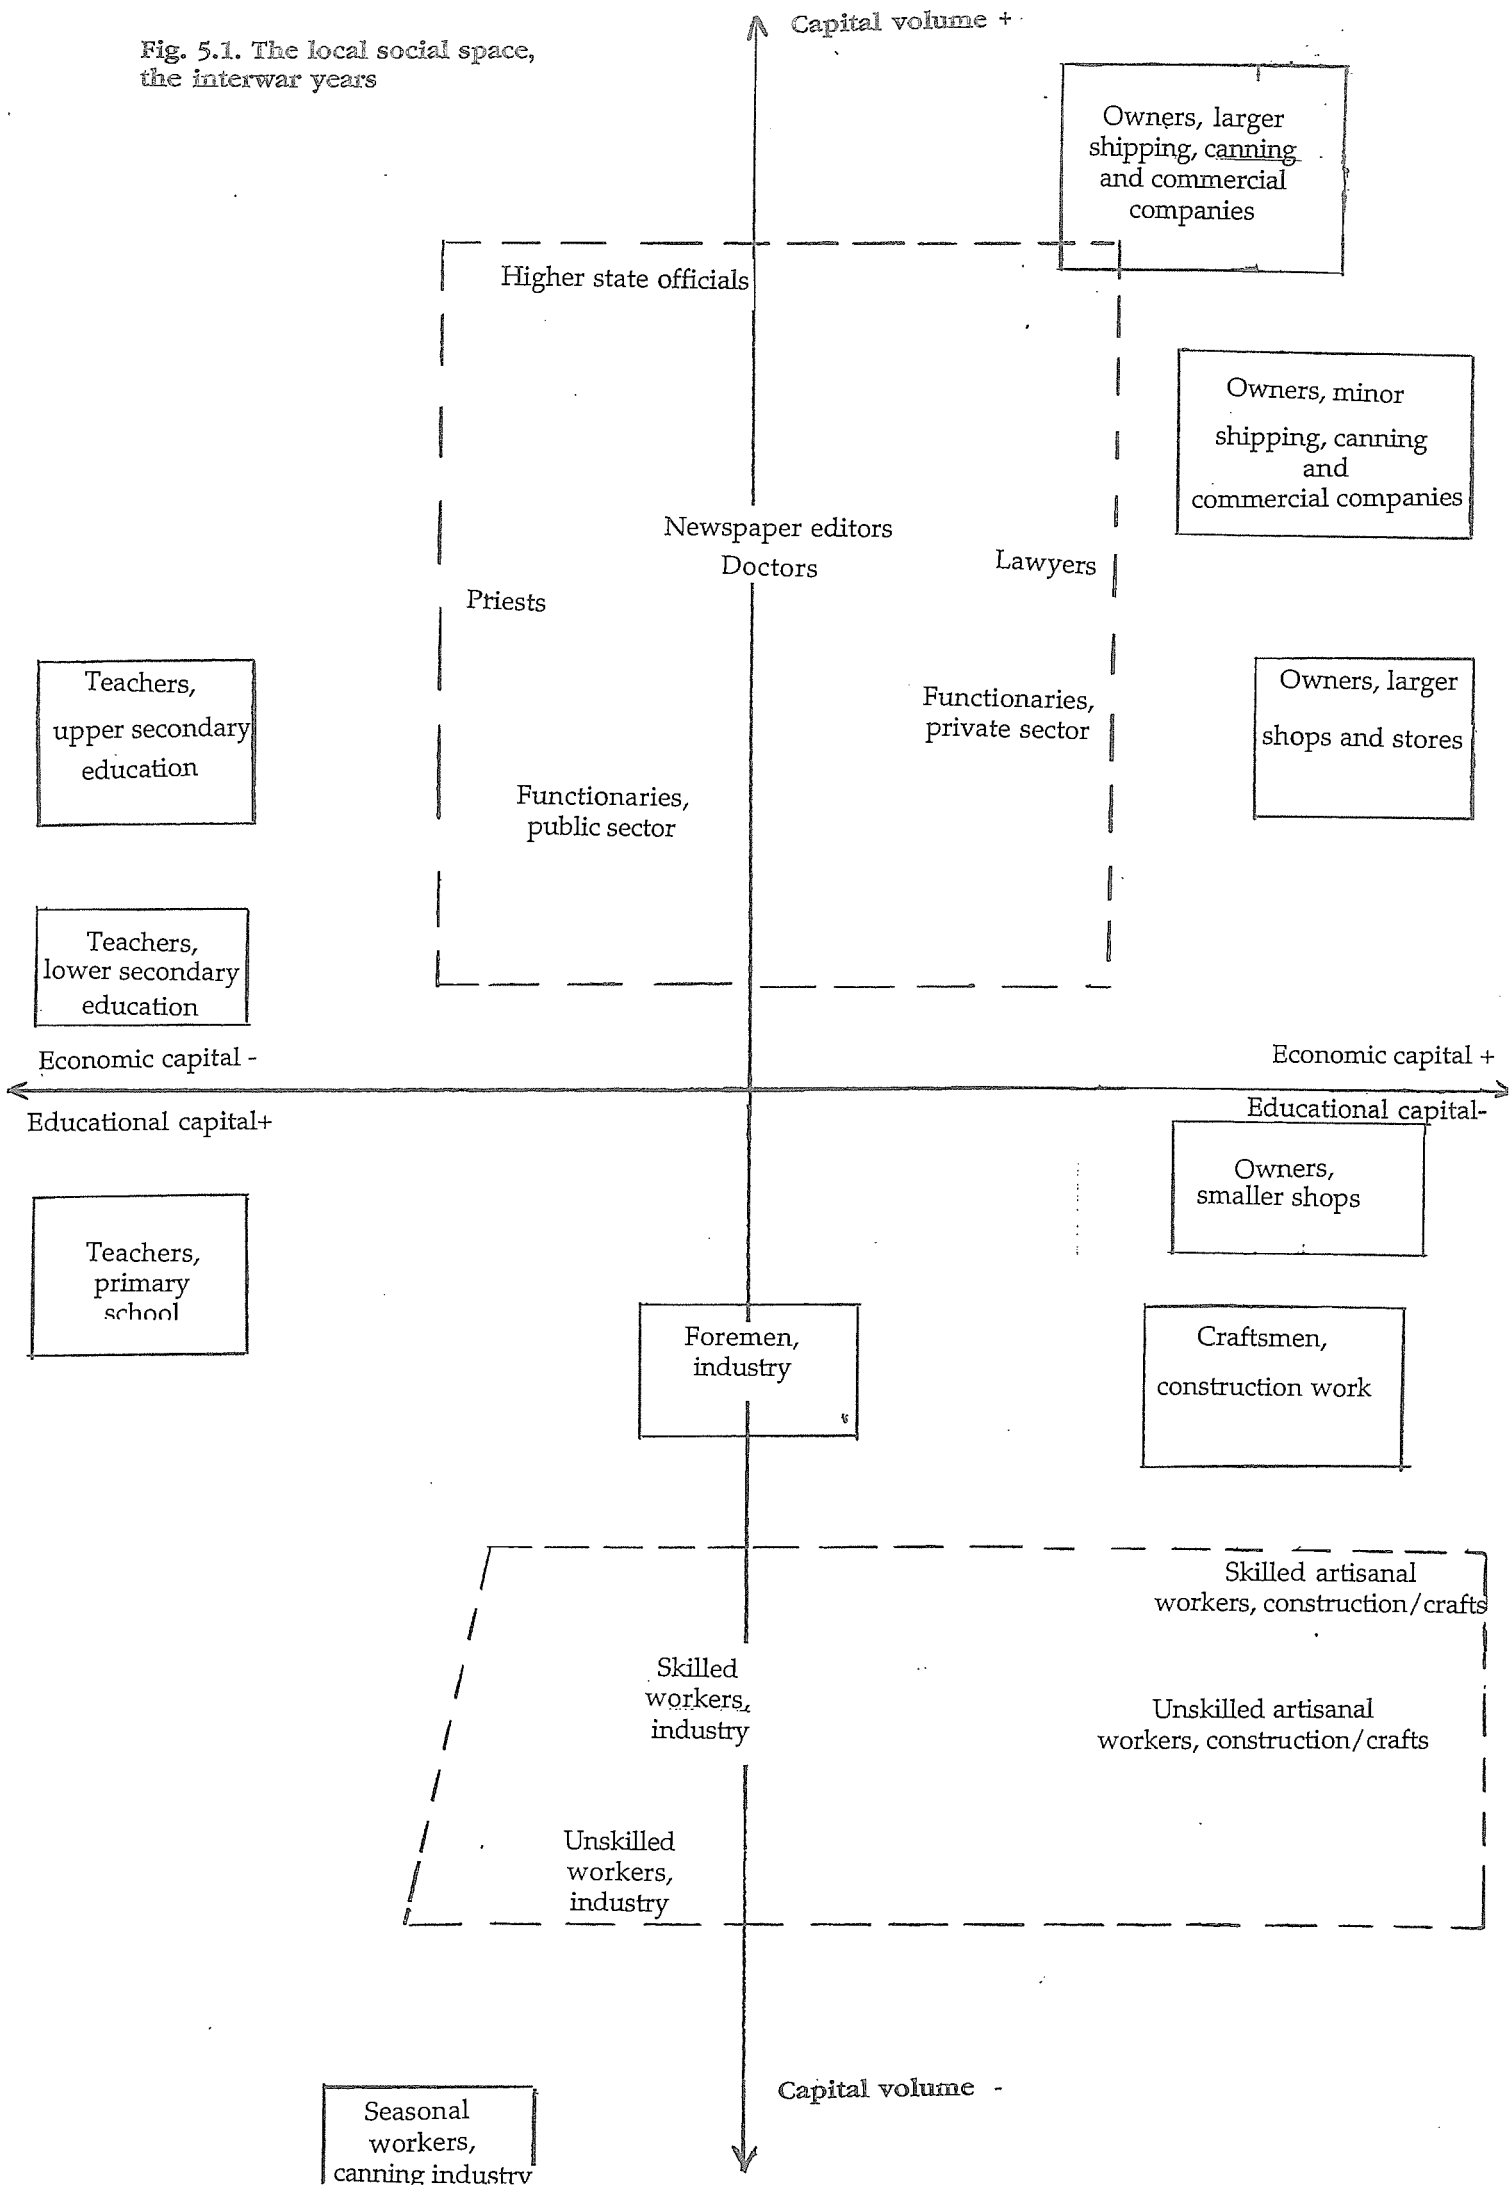 Capital volume +
Fig. 5.1. The local social space,
the interwar years
Owners, larger
shipping, canning
and commercial
companies
Higher state officials
Owners, minor
shipping, canning
and
commercial companies
Newspaper editors
Doctors
Lawyers
Priests
Teachers,
upper secondary
education
Functionaries,
private sector
Owners, larger
shops and stores
Functionaries,
public sector
Teachers,
lower secondary
education
Economic capital -
Economic capital +
Educational capital+
Educational capital-
Owners,
smaller shops
Teachers,
primary
school
Foremen,
industry
Craftsmen,
construction work
Skilled artisanal
workers, construction/crafts
Skilled
workers,
industry
Unskilled artisanal
workers, construction/crafts
Unskilled
workers,
industry
Capital volume -
Seasonal
workers,
canning industry